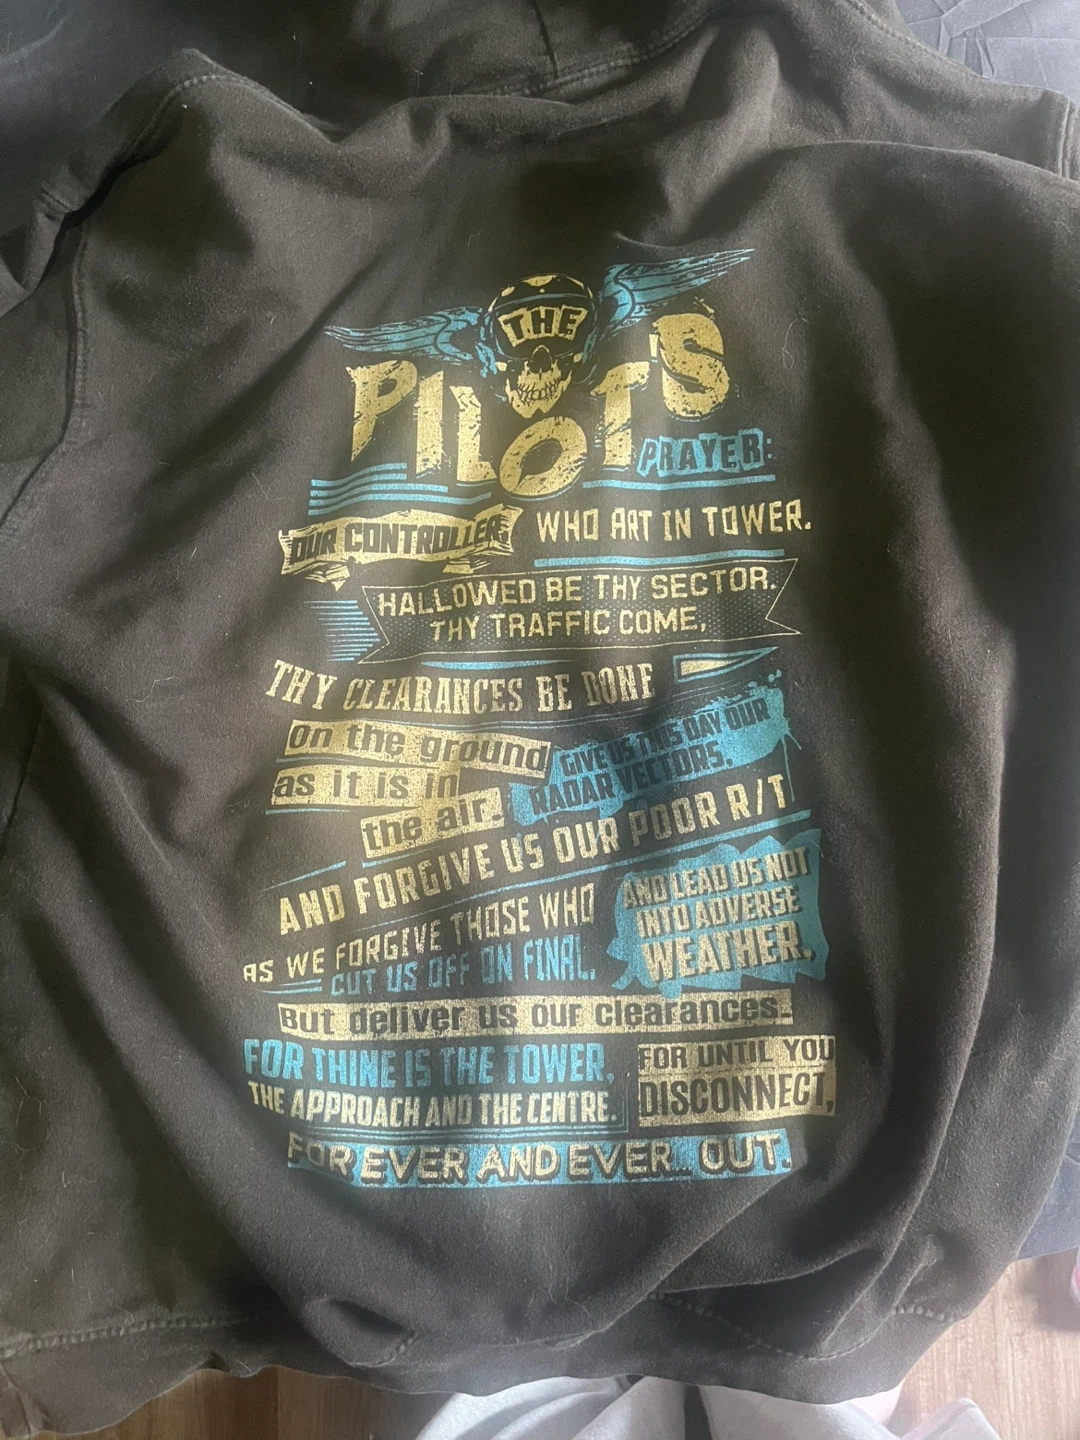 THE
PILOT'S
PRAYER:
OUR CONTROLLER, WHO ART IN TOWER.
HALLOWED BE THY SECTOR.
THY TRAFFIC COME,
THY CLEARANCES BE DONE
On the ground
as it is in
the air.
GIVE US THIS DAY OUR
RADAR VECTORS.
AND FORGIVE US OUR POOR R/T
AS WE FORGIVE THOSE WHO
CUT US OFF ON FINAL.
AND LEAD US NOT
INTO ADVERSE
WEATHER,
But deliver us our clearances.
FOR THINE IS THE TOWER,
THE APPROACH AND THE CENTRE.
FOR UNTIL YOU
DISCONNECT,
FOR EVER AND EVER... OUT.